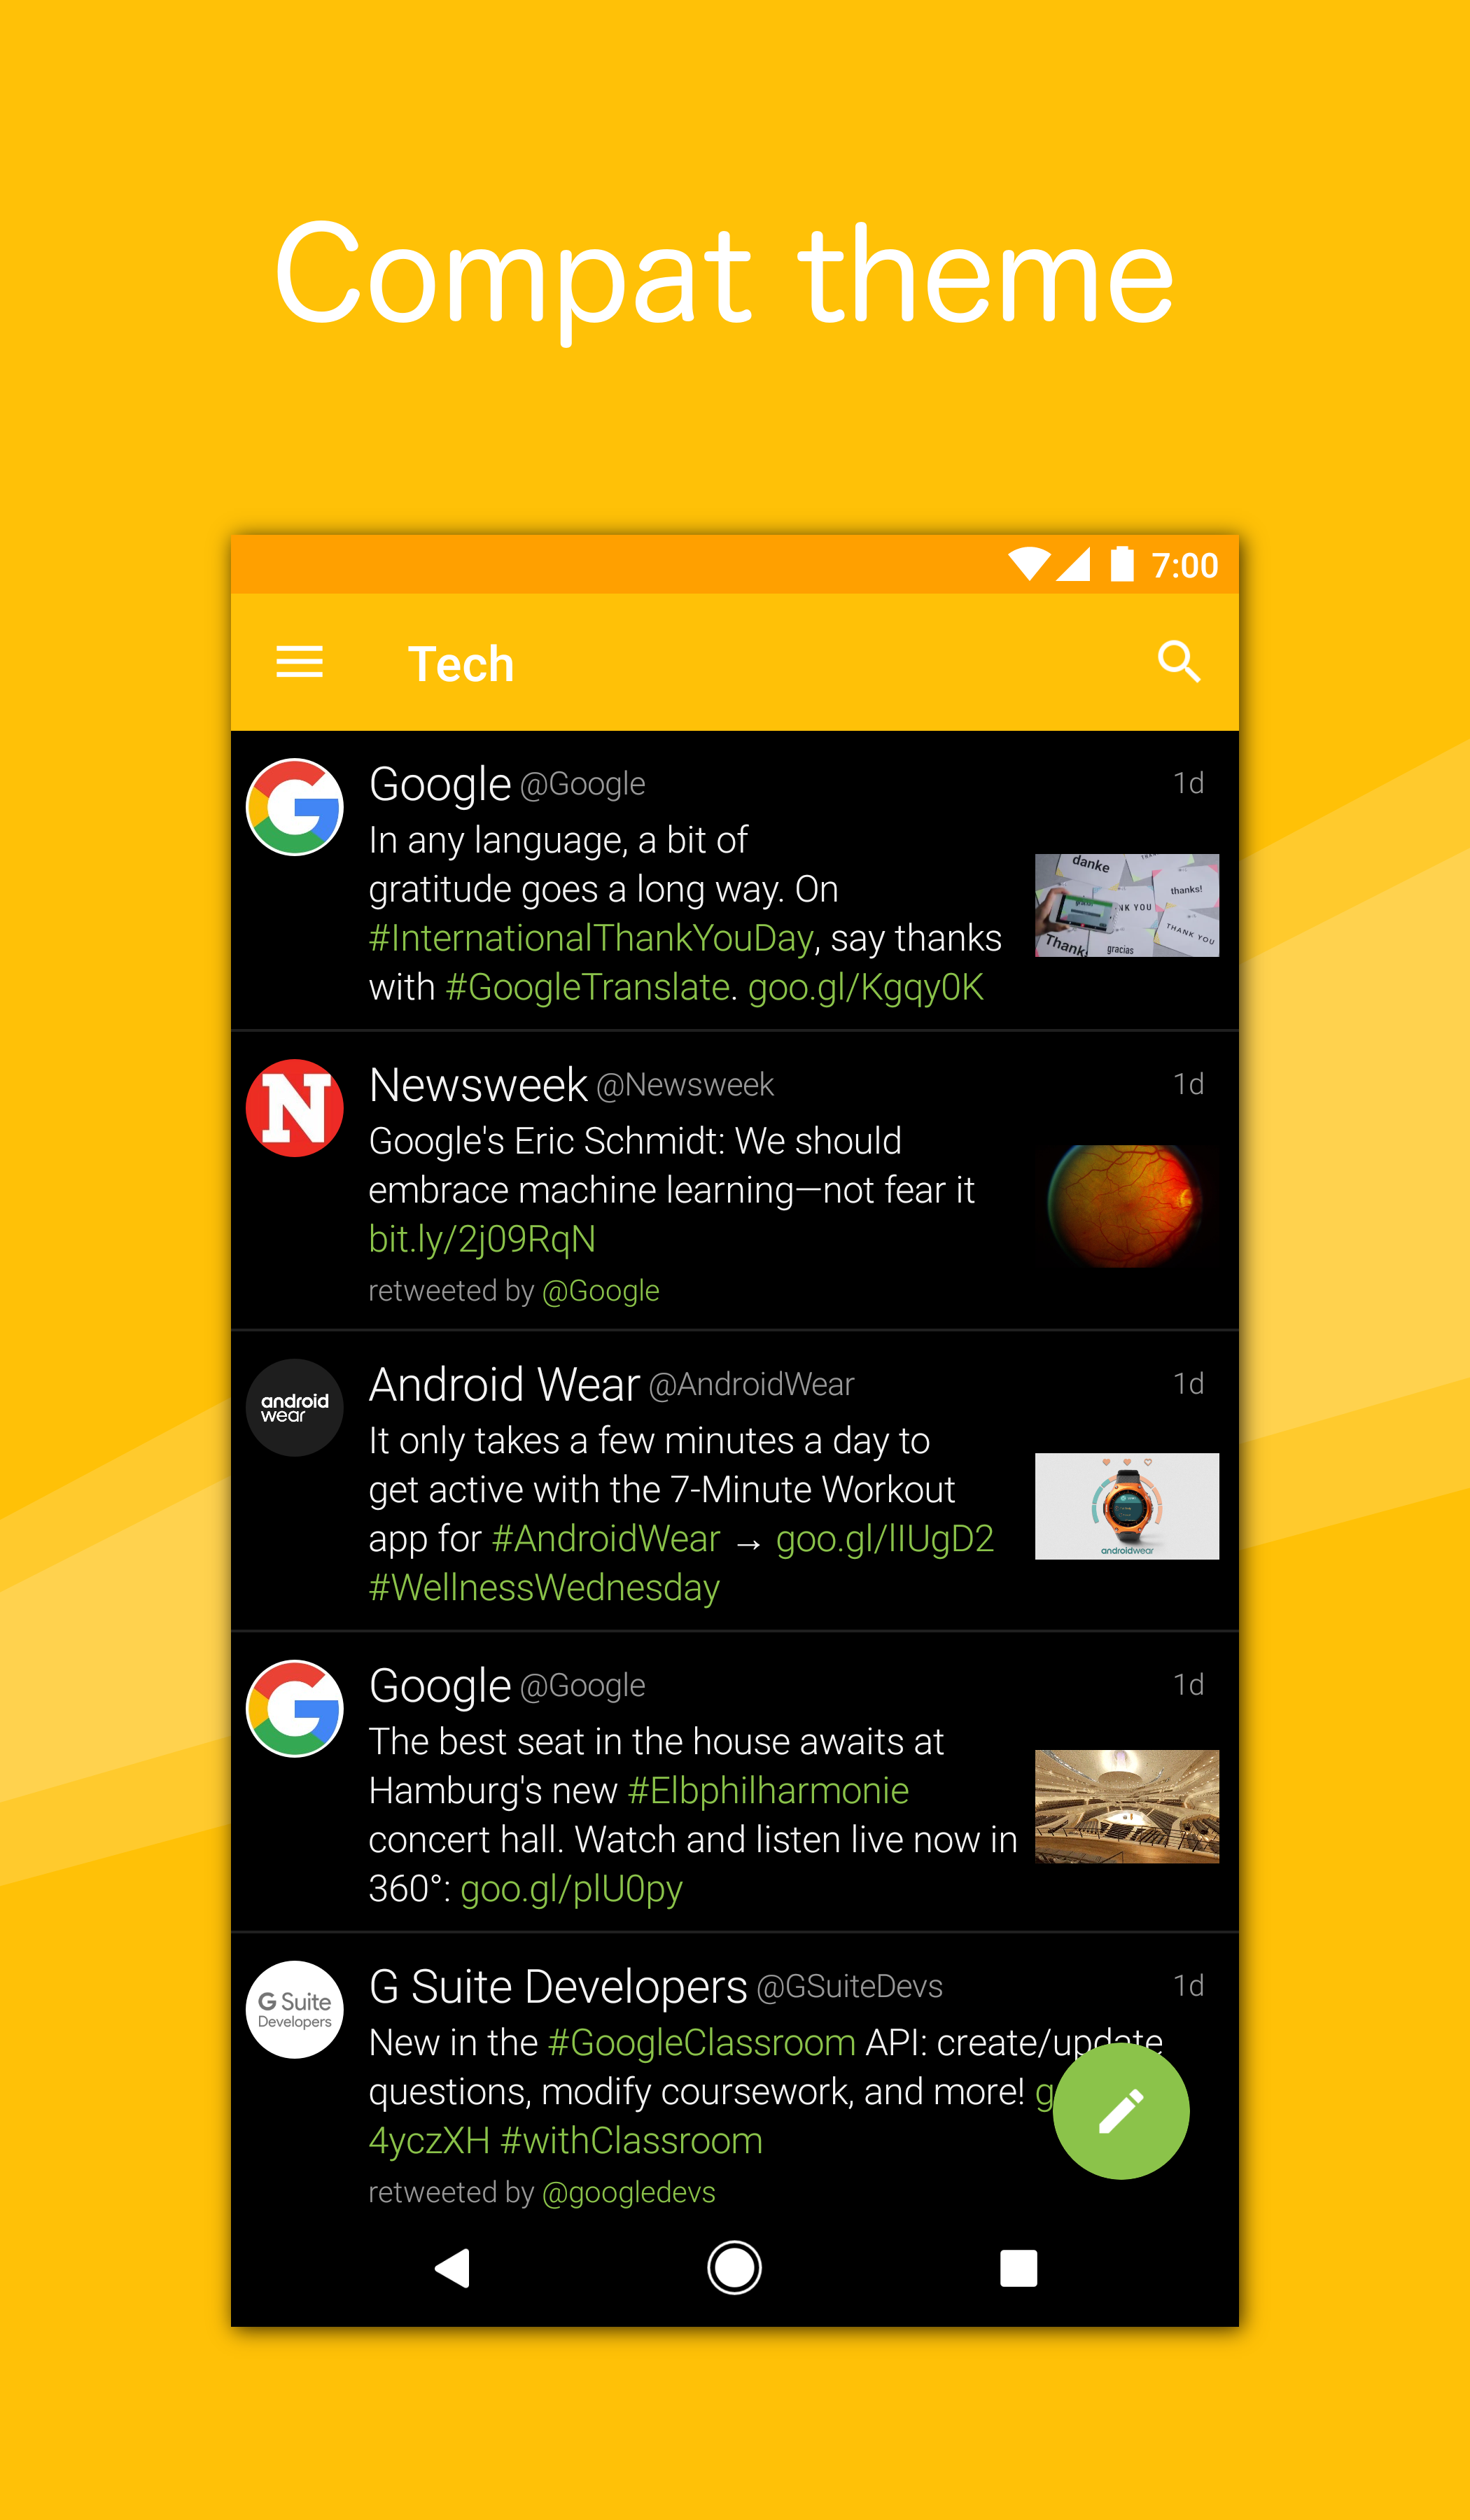 Compat theme
7:00
Tech
Google @Google 1d
In any language, a bit of
gratitude goes a long way. On
#InternationalThankYouDay, say thanks
with #GoogleTranslate. goo.gl/Kgqy0K
danke
thanks!
NK YOU
THANK YOU
Thank
gracias
Newsweek @Newsweek 1d
Google's Eric Schmidt: We should
embrace machine learning—not fear it
bit.ly/2j09RqN
retweeted by @Google
android
wear
Android Wear @AndroidWear 1d
It only takes a few minutes a day to
get active with the 7-Minute Workout
app for #AndroidWear → goo.gl/lIUgD2
#WellnessWednesday
androidwear
Google @Google 1d
The best seat in the house awaits at
Hamburg's new #Elbphilharmonie
concert hall. Watch and listen live now in
360°: goo.gl/plU0py
G Suite
Developers
G Suite Developers @GSuiteDevs 1d
New in the #GoogleClassroom API: create/update
questions, modify coursework, and more! g
4yczXH #withClassroom
retweeted by @googledevs